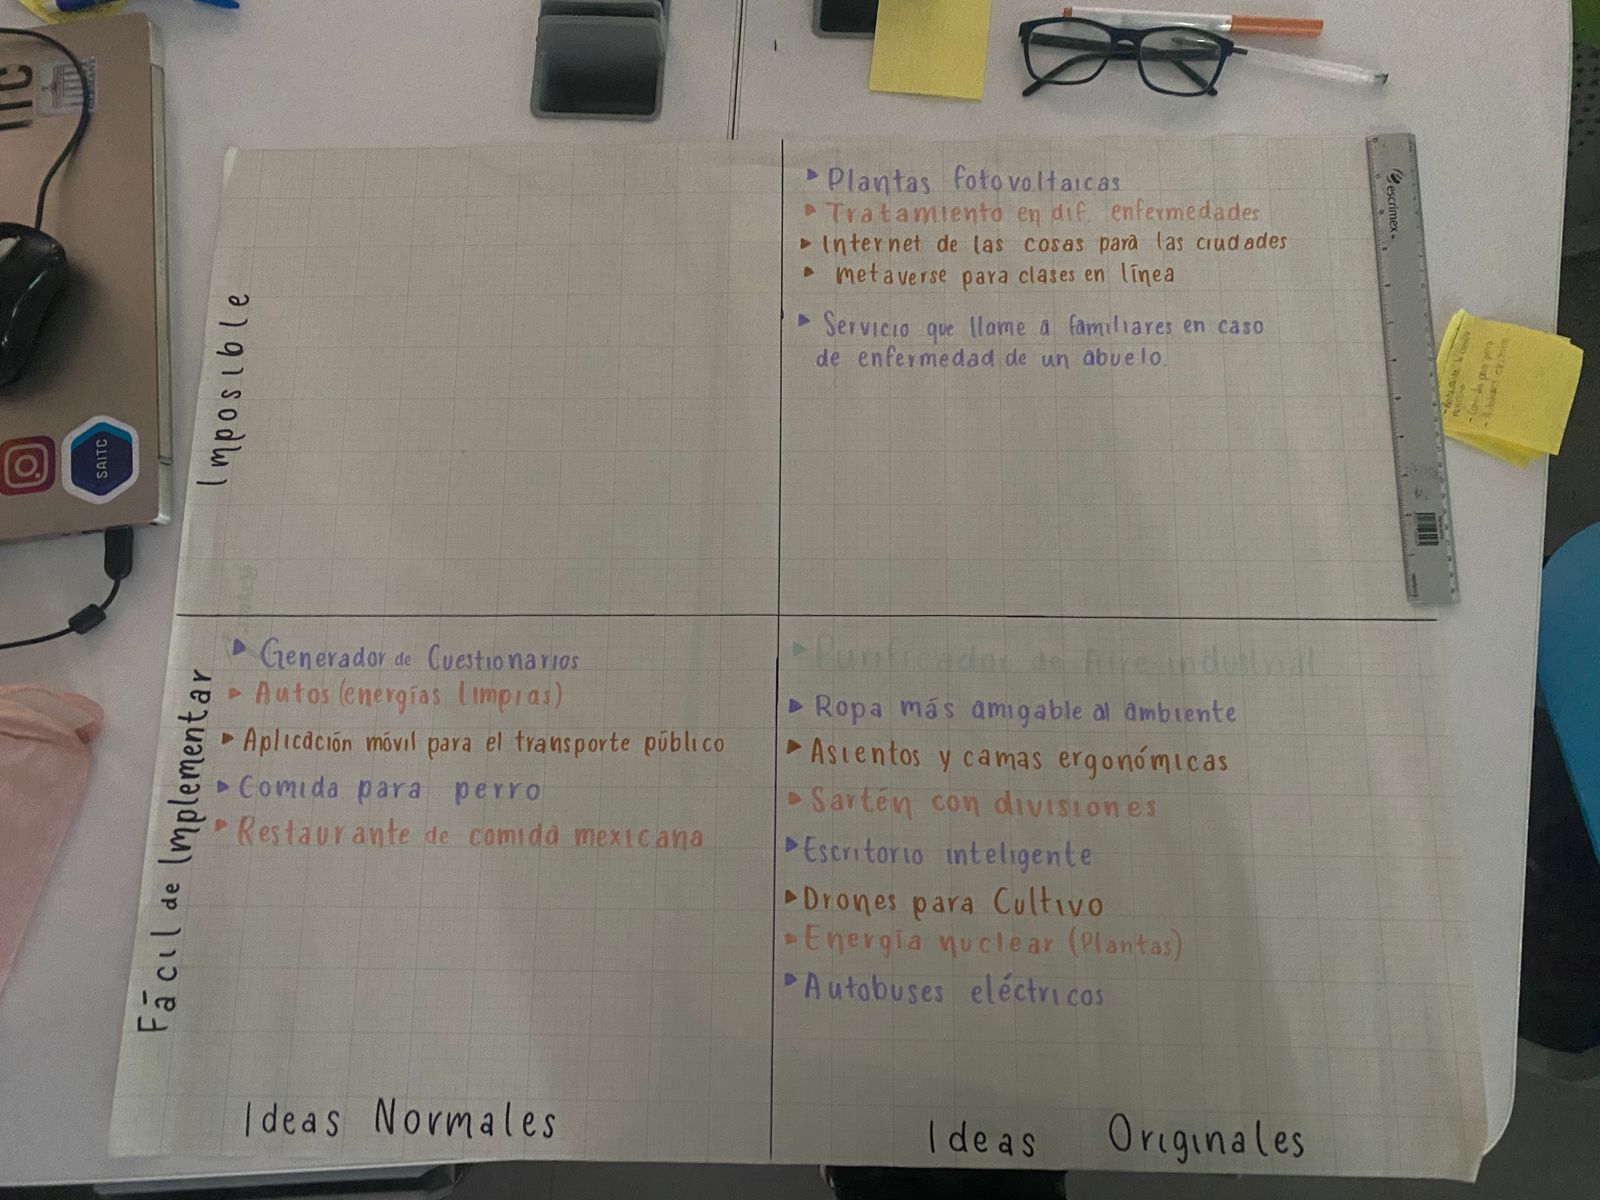 Imposible
▸ Plantas fotovoltaicas
▸ Tratamiento en dif. enfermedades
▸ Internet de las cosas para las ciudades
▸ metaverse para clases en línea
▸ Servicio que llame a familiares en caso
de enfermedad de un abuelo.
Fácil de Implementar
▸ Generador de Cuestionarios
▸ Autos (energías limpias)
▸ Aplicación móvil para el transporte público
▸ Comida para perro
▸ Restaurante de comida mexicana
▸ Purificador de Aire industrial
▸ Ropa más amigable al ambiente
▸ Asientos y camas ergonómicas
▸ Sartén con divisiones
▸ Escritorio inteligente
▸ Drones para Cultivo
▸ Energía nuclear (Plantas)
▸ Autobuses eléctricos
Ideas Normales
Ideas Originales
escrimex
SAITC